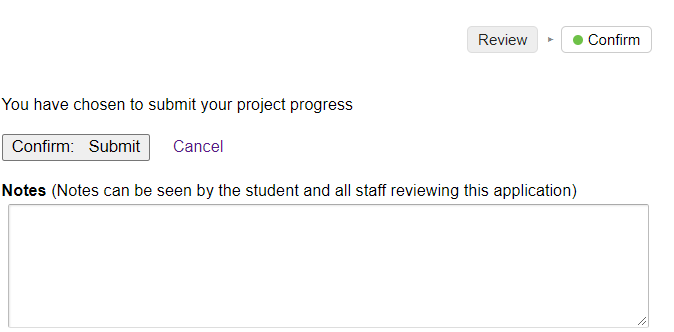 Review ▸ Confirm
You have chosen to submit your project progress
Confirm: Submit Cancel
Notes (Notes can be seen by the student and all staff reviewing this application)